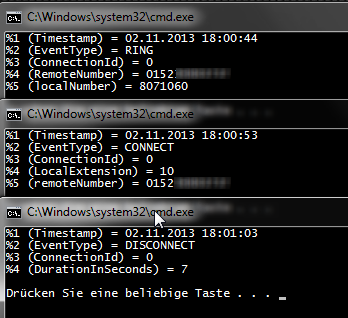 C:\Windows\system32\cmd.exe
%1 (Timestamp) = 02.11.2013 18:00:44
%2 (EventType) = RING
%3 (ConnectionId) = 0
%4 (RemoteNumber) = 0152
%5 (localNumber) = 8071060
C:\Windows\system32\cmd.exe
%1 (Timestamp) = 02.11.2013 18:00:53
%2 (EventType) = CONNECT
%3 (ConnectionId) = 0
%4 (LocalExtension) = 10
%5 (remoteNumber) = 0152
C:\Windows\system32\cmd.exe
%1 (Timestamp) = 02.11.2013 18:01:03
%2 (EventType) = DISCONNECT
%3 (ConnectionId) = 0
%4 (DurationInSeconds) = 7
Drücken Sie eine beliebige Taste . . . _